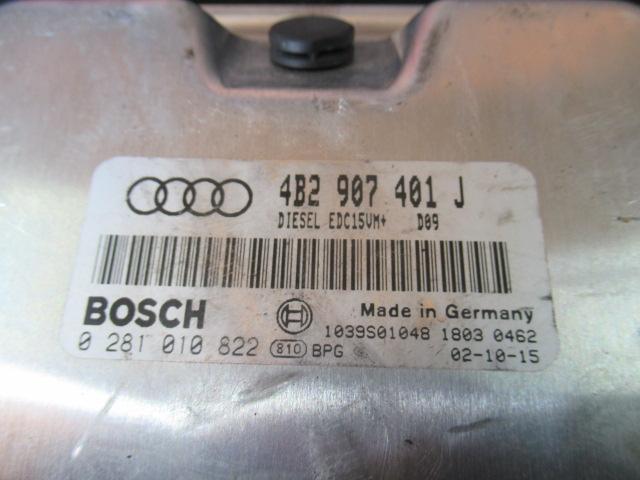 4B2 907 401 J
DIESEL EDC15VM+ D09
BOSCH
Made in Germany
1039S01048 1803 0462
0 281 010 822 810 BPG
02-10-15